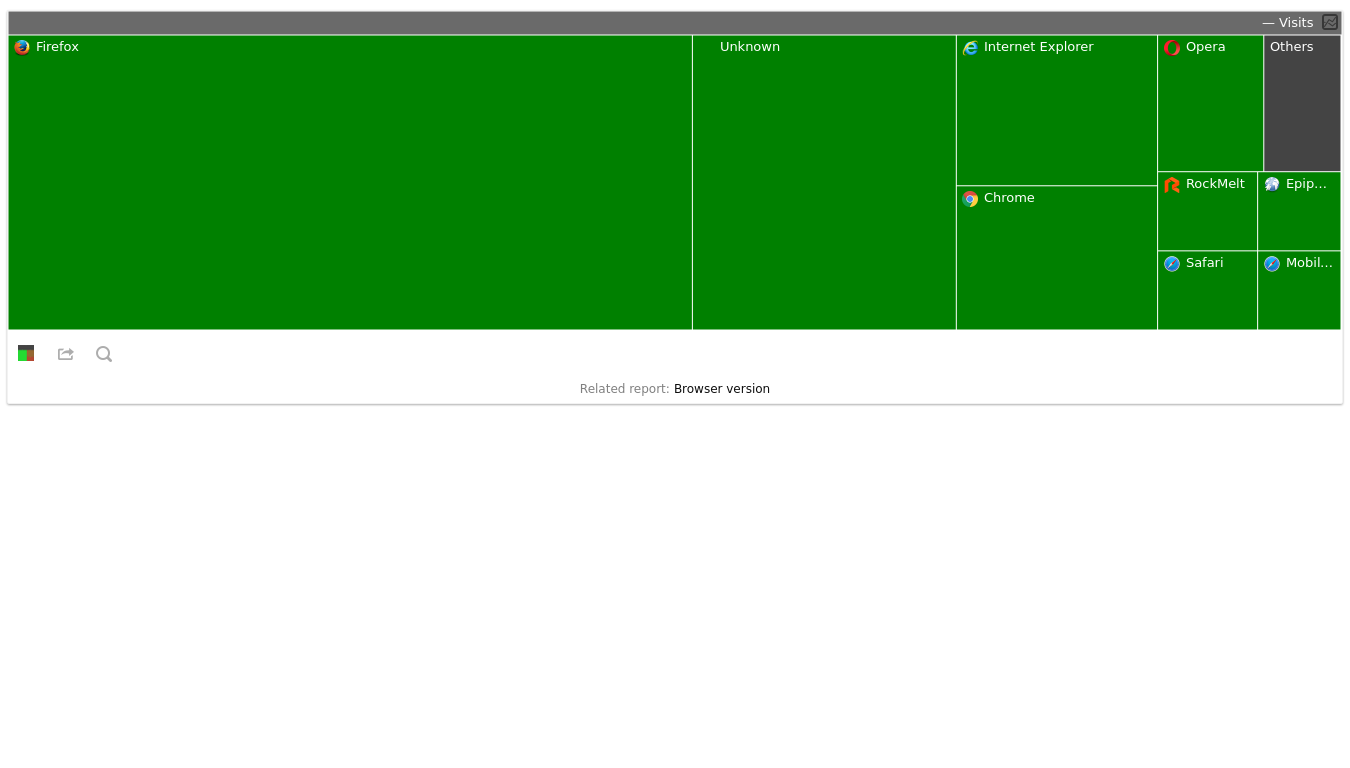 — Visits
Firefox
Unknown
Internet Explorer
Opera
Others
Chrome
RockMelt
Epip...
Safari
Mobil...
Related report: Browser version